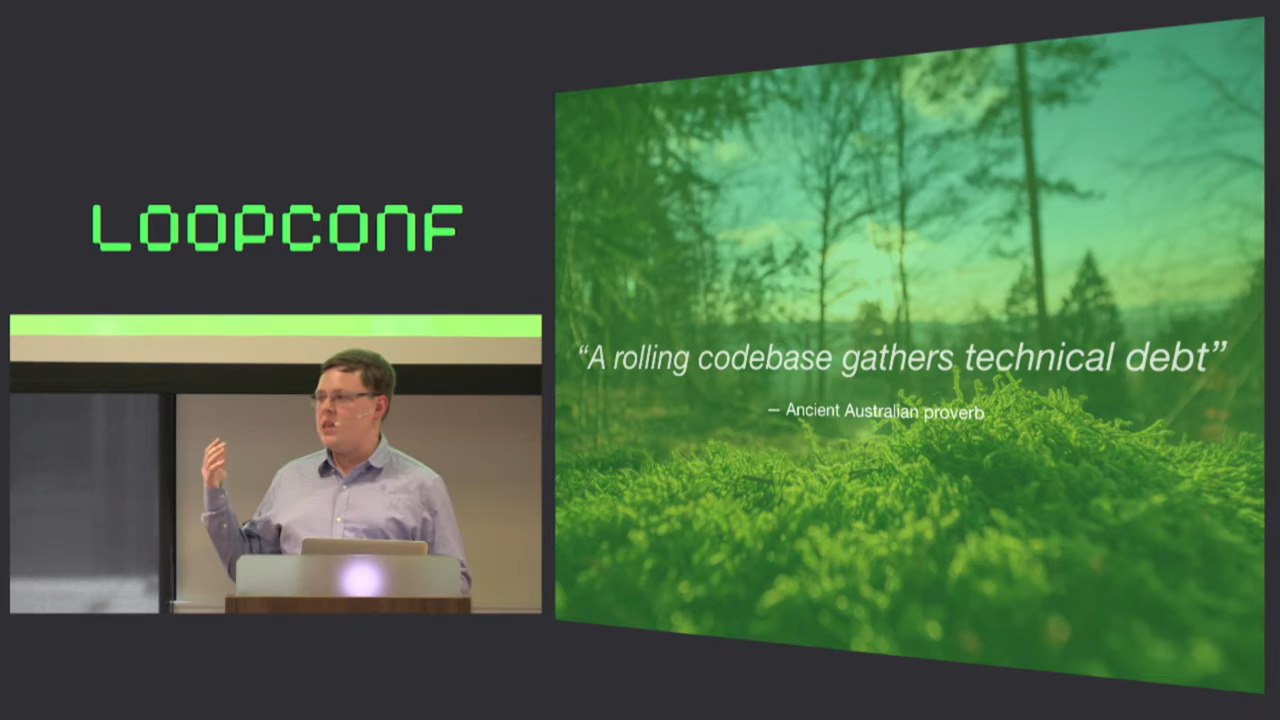 LOOPCONF
“A rolling codebase gathers technical debt”
– Ancient Australian proverb